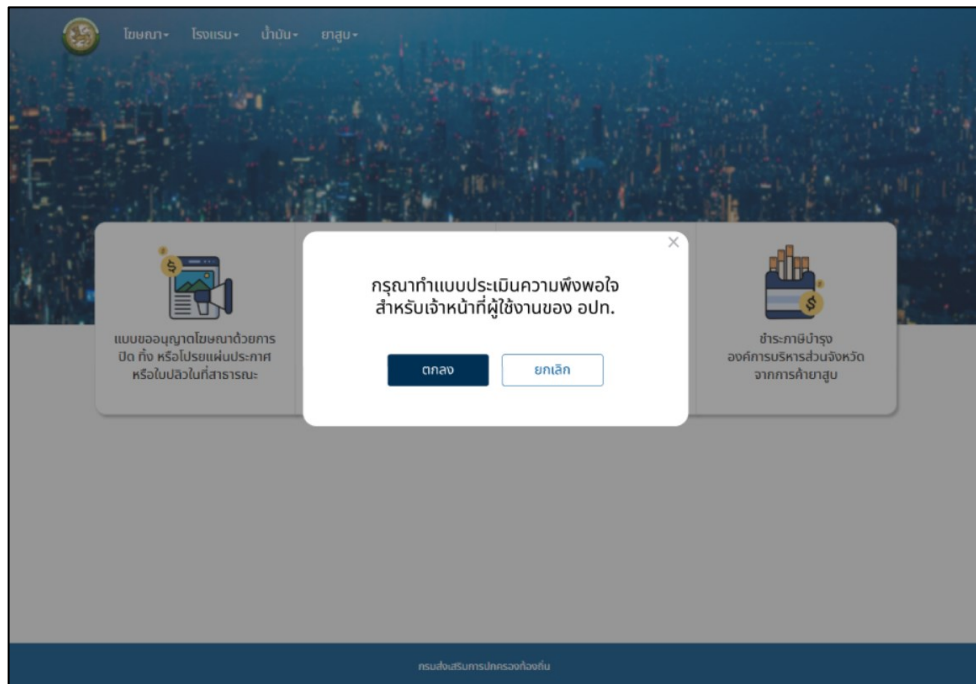 โฆษณา โรงแรม น้ำมัน ยาสูบ
กรุณาทำแบบประเมินความพึงพอใจ
สำหรับเจ้าหน้าที่ผู้ใช้งานของ อปท.
ตกลง ยกเลิก
แบบขออนุญาตโฆษณาด้วยการ
ปิด ทิ้ง หรือโปรยแผ่นประกาศ
หรือใบปลิวในที่สาธารณะ
ชำระภาษีบำรุง
องค์การบริหารส่วนจังหวัด
จากการค้ายาสูบ
กรมส่งเสริมการปกครองท้องถิ่น